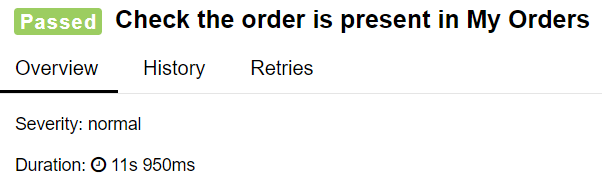 Passed Check the order is present in My Orders
Overview History Retries
Severity: normal
Duration: 11s 950ms